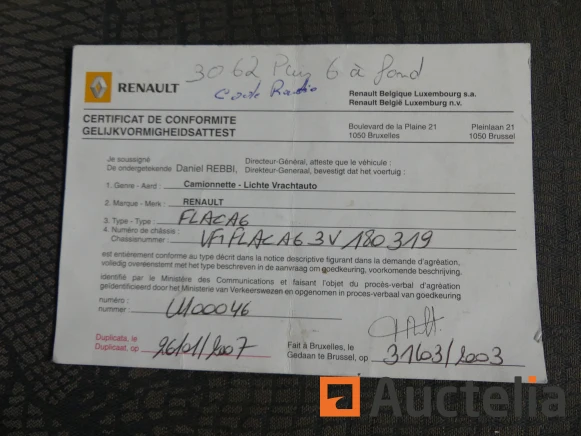 3062 Puis 6 à fond
Code Radio
RENAULT
Renault Belgique Luxembourg s.a.
Renault België Luxemburg n.v.
CERTIFICAT DE CONFORMITE
GELIJKVORMIGHEIDSATTEST
Boulevard de la Plaine 21
1050 Bruxelles
Pleinlaan 21
1050 Brussel
Je soussigné
De ondergetekende Daniel REBBI,
Directeur-Général, atteste que le véhicule :
Direkteur-Generaal, bevestigt dat het voertuig :
1. Genre - Aard : Camionnette - Lichte Vrachtauto
2. Marque - Merk : RENAULT
3. Type - Type : FLACA6
4. Numéro de châssis :
Chassisnummer : VF1FLACA63V180319
est entièrement conforme au type décrit dans la notice descriptive figurant dans la demande d'agréation,
volledig overeenstemt met het type beschreven in de aanvraag om goedkeuring, voorkomende beschrijving.
identifié par le Ministère des Communications et faisant l'objet du procès-verbal d'agréation
geïdentificeerd door het Ministerie van Verkeerswezen en opgenomen in proces-verbaal van goedkeuring
numéro :
nummer : U100046
Duplicata, le
Duplicaat, op 26/01/2007
Fait à Bruxelles, le
Gedaan te Brussel, op 31/03/2003
Auctelia